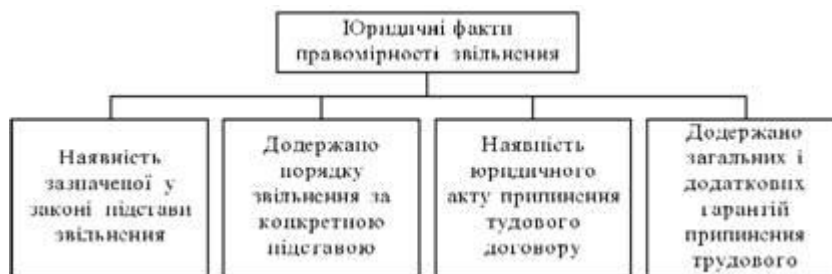 Юридичні факти
правомірності звільнення
Наявність
зазначеної у
законі підстави
звільнення
Додержано
порядку
звільнення за
конкретною
підставою
Наявність
юридичного
акту припинення
тудового
договору
Додержано
загальних і
додаткових
гарантій
припинення
трудового